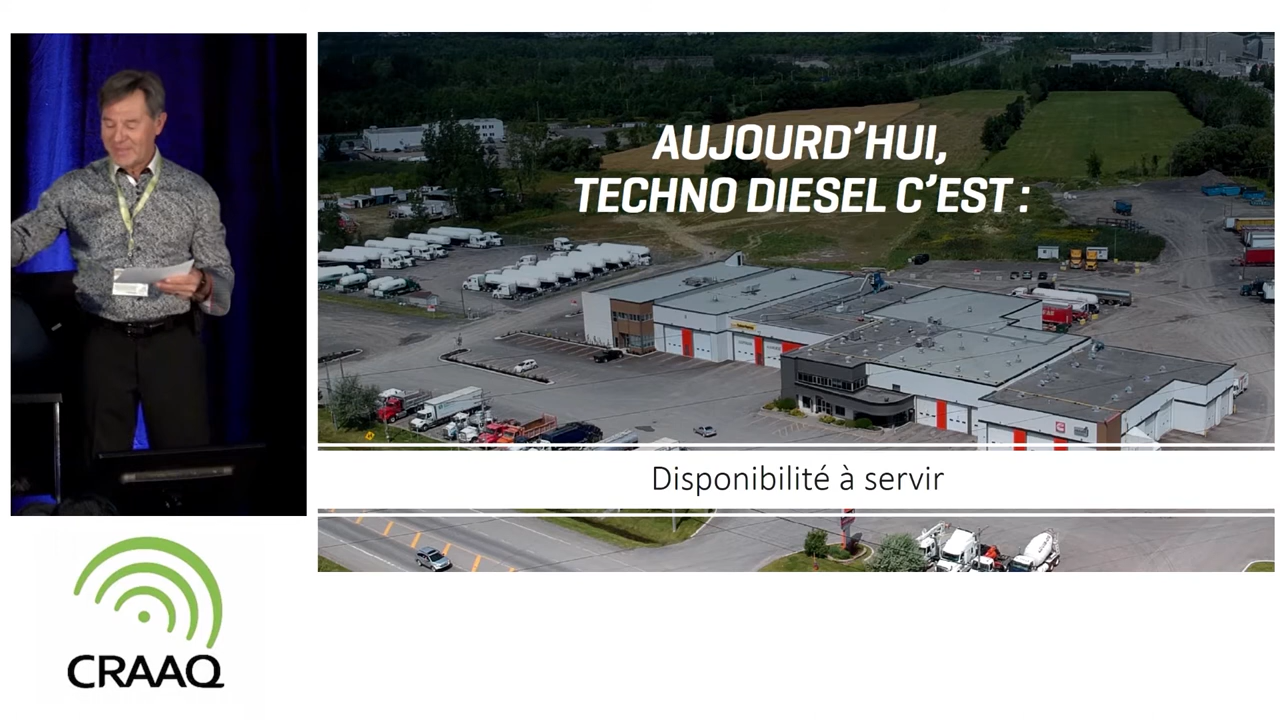 AUJOURD'HUI,
TECHNO DIESEL C'EST :
Disponibilité à servir
CRAAQ